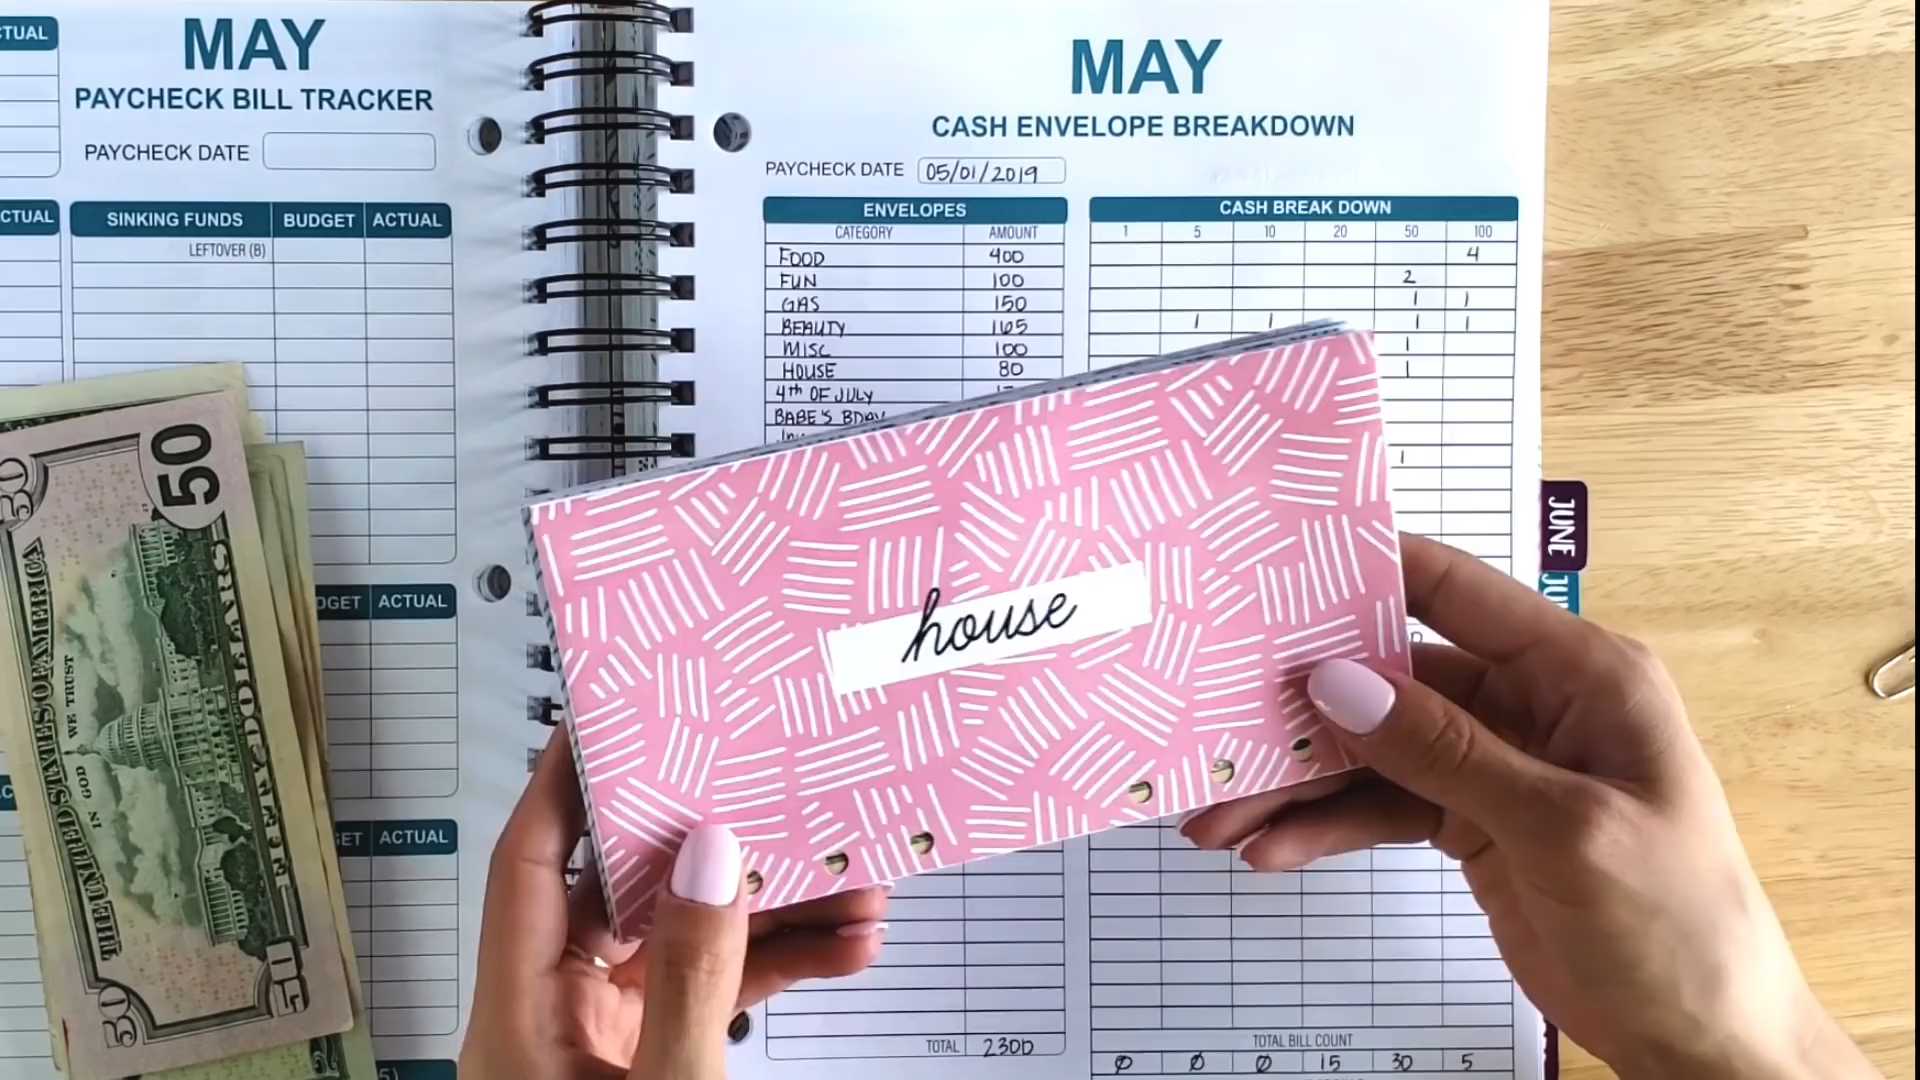 CTUAL
MAY
PAYCHECK BILL TRACKER
PAYCHECK DATE
CTUAL
SINKING FUNDS BUDGET ACTUAL
LEFTOVER (B)
ACTUAL
ACTUAL
50
THE UNITED STATES OF AMERICA
IN GOD WE TRUST
50
50
MAY
CASH ENVELOPE BREAKDOWN
PAYCHECK DATE 05/01/2019
ENVELOPES
CATEGORY AMOUNT
FOOD 400
FUN 100
GAS 150
BEAUTY 165
MISC 100
HOUSE 80
4th OF JULY
BABE'S BDAY
CASH BREAK DOWN
1 5 10 20 50 100
4
2
1 1
1 1 1 1
1
1
1
house
JUNE
TOTAL 2300
TOTAL BILL COUNT
0 0 0 15 30 5